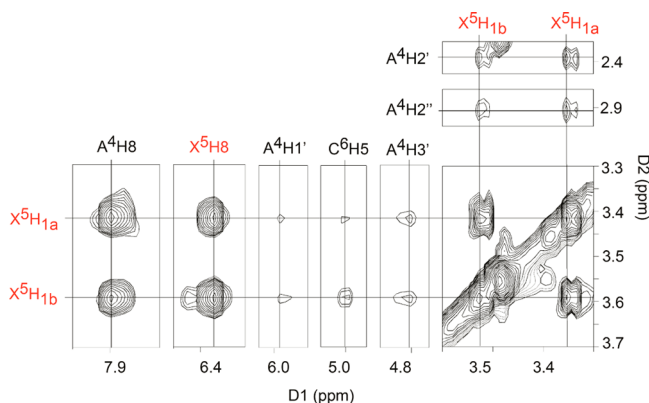 X⁵H₁b X⁵H₁a
A⁴H2' 2.4
A⁴H2'' 2.9
A⁴H8 X⁵H8 A⁴H1' C⁶H5 A⁴H3'
3.3
X⁵H₁a 3.4
3.5
X⁵H₁b 3.6
3.7
D2 (ppm)
7.9 6.4 6.0 5.0 4.8 3.5 3.4
D1 (ppm)